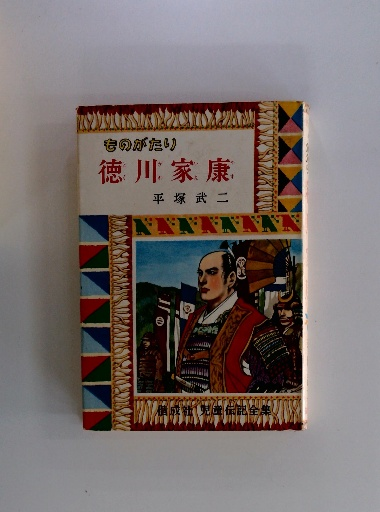 ものがたり
徳川家康
平塚武二
偕成社 児童伝記全集